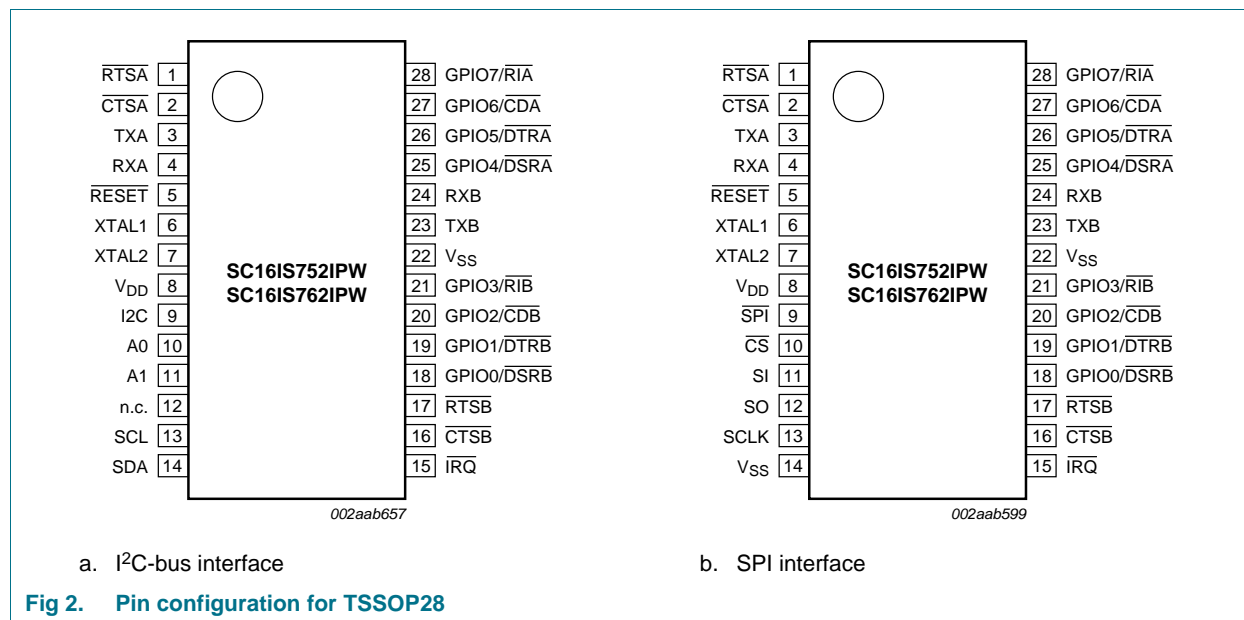 RTSA 1
CTSA 2
TXA 3
RXA 4
RESET 5
XTAL1 6
XTAL2 7
VDD 8
I2C 9
A0 10
A1 11
n.c. 12
SCL 13
SDA 14
SC16IS752IPW
SC16IS762IPW
28 GPIO7/RIA
27 GPIO6/CDA
26 GPIO5/DTRA
25 GPIO4/DSRA
24 RXB
23 TXB
22 VSS
21 GPIO3/RIB
20 GPIO2/CDB
19 GPIO1/DTRB
18 GPIO0/DSRB
17 RTSB
16 CTSB
15 IRQ
002aab657
a. I2C-bus interface
RTSA 1
CTSA 2
TXA 3
RXA 4
RESET 5
XTAL1 6
XTAL2 7
VDD 8
SPI 9
CS 10
SI 11
SO 12
SCLK 13
VSS 14
SC16IS752IPW
SC16IS762IPW
28 GPIO7/RIA
27 GPIO6/CDA
26 GPIO5/DTRA
25 GPIO4/DSRA
24 RXB
23 TXB
22 VSS
21 GPIO3/RIB
20 GPIO2/CDB
19 GPIO1/DTRB
18 GPIO0/DSRB
17 RTSB
16 CTSB
15 IRQ
002aab599
b. SPI interface
Fig 2. Pin configuration for TSSOP28